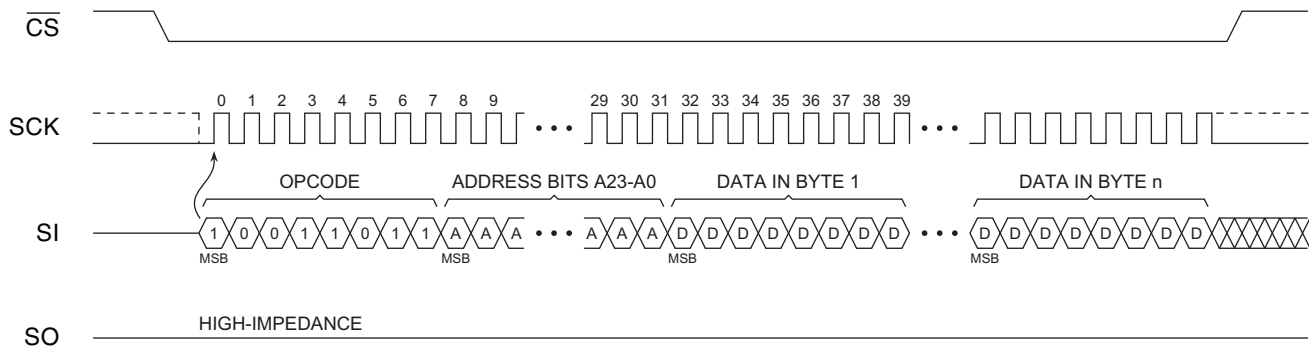 CS
SCK
0 1 2 3 4 5 6 7 8 9 29 30 31 32 33 34 35 36 37 38 39
OPCODE ADDRESS BITS A23-A0 DATA IN BYTE 1 DATA IN BYTE n
SI
1 0 0 1 1 0 1 1 A A A A A A D D D D D D D D D D D D D D D D
MSB MSB MSB MSB
SO
HIGH-IMPEDANCE